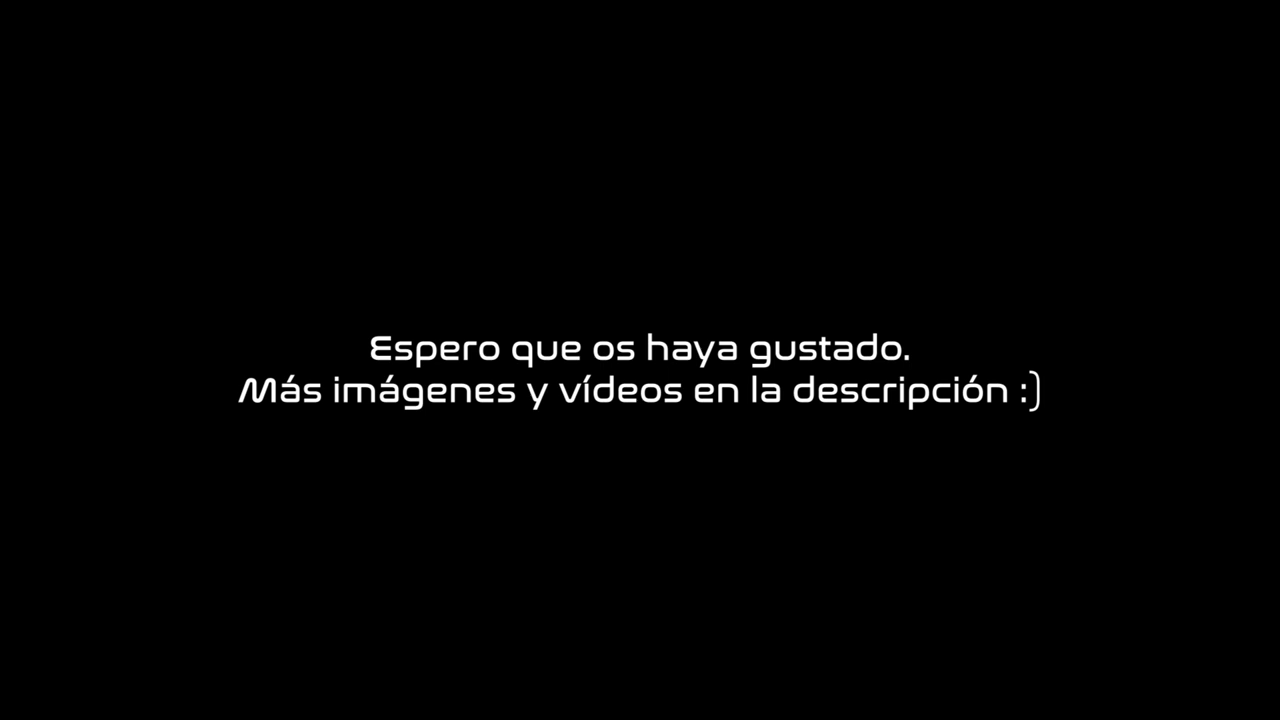 Espero que os haya gustado.
Más imágenes y vídeos en la descripción :)